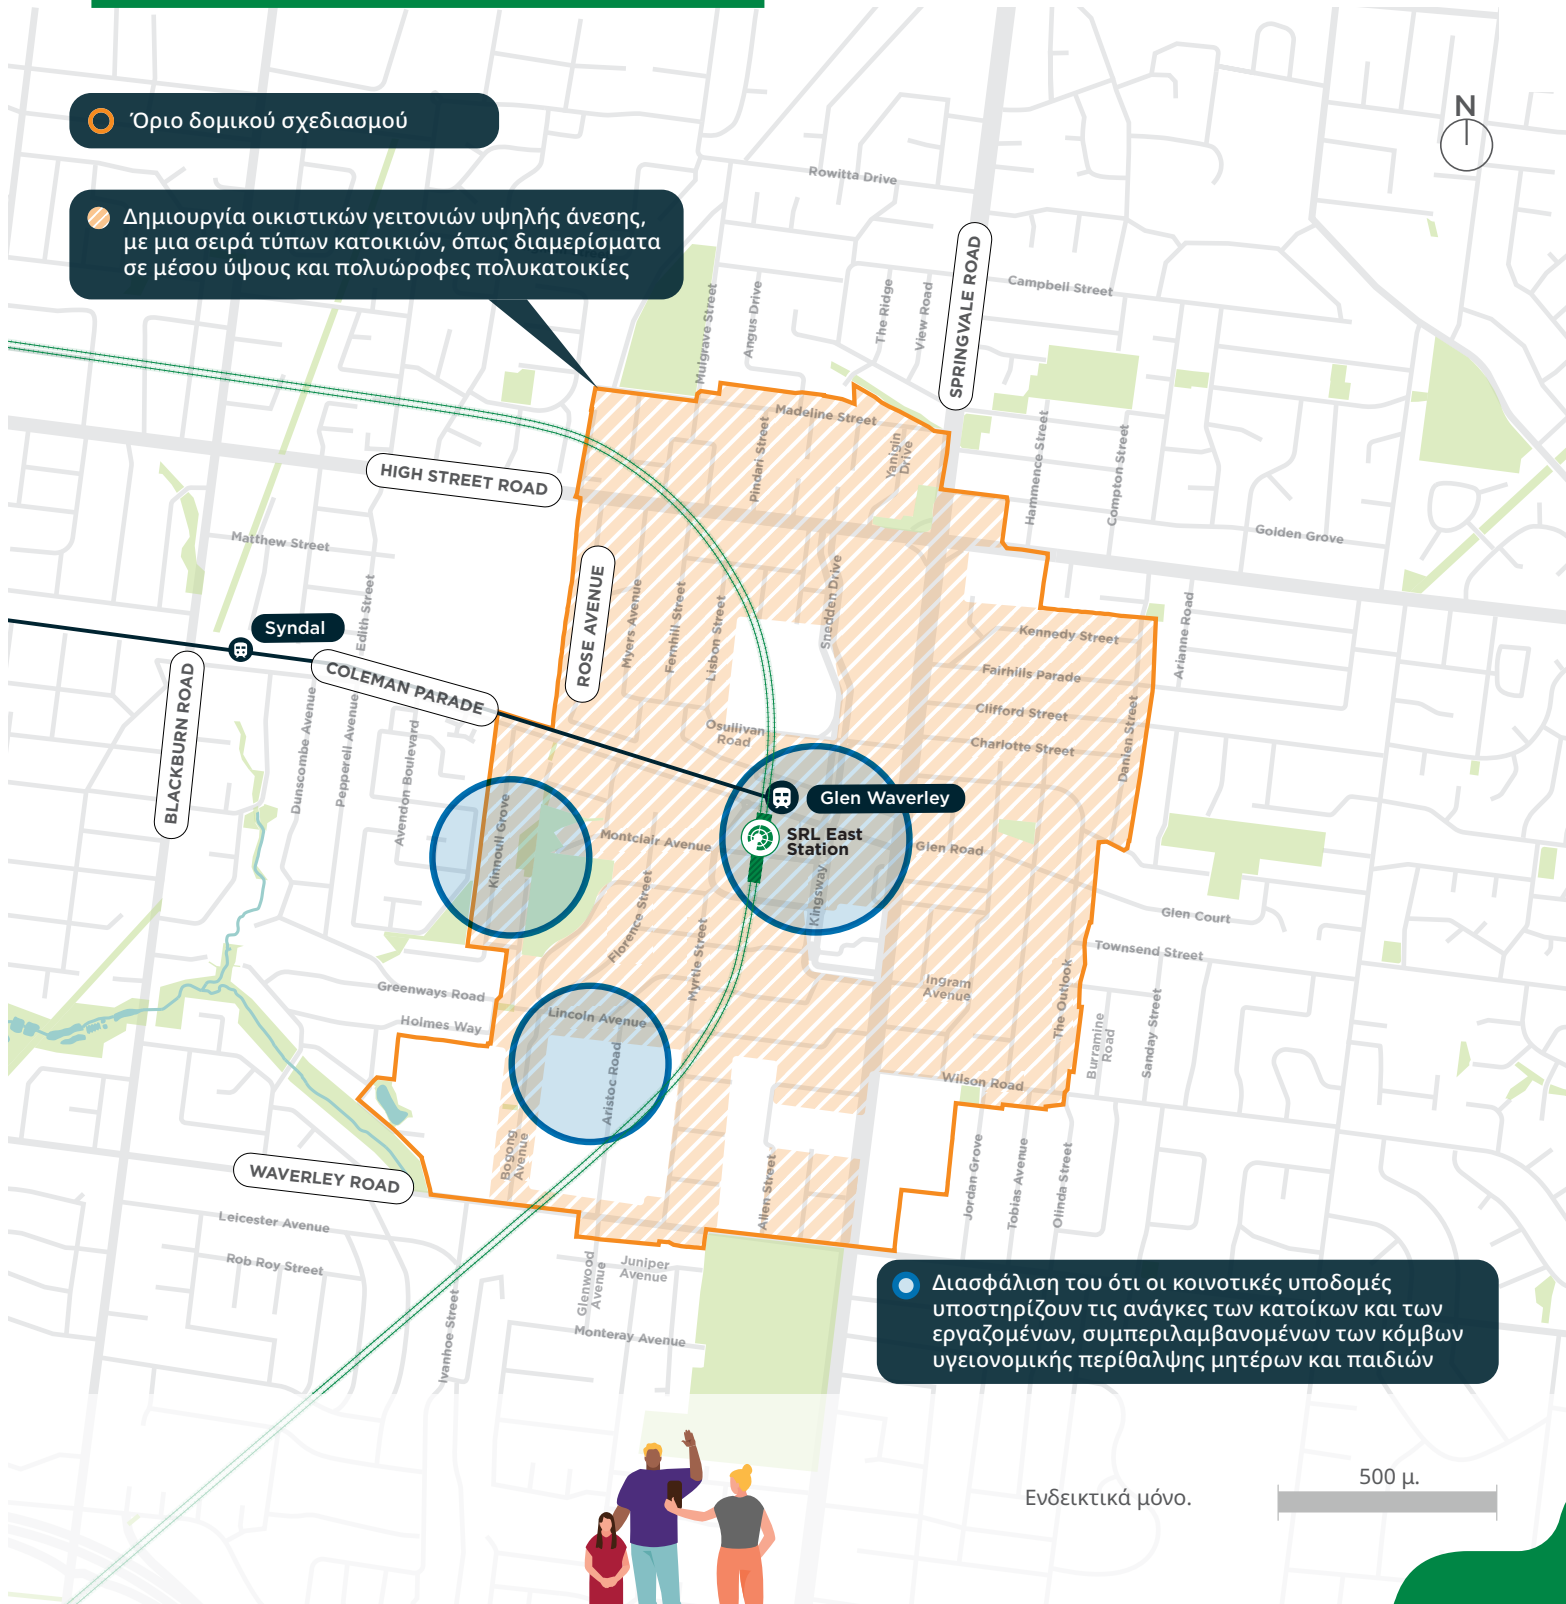 Όριο δομικού σχεδιασμού
N
Rowitta Drive
Δημιουργία οικιστικών γειτονιών υψηλής άνεσης,
με μια σειρά τύπων κατοικιών, όπως διαμερίσματα
σε μέσου ύψους και πολυώροφες πολυκατοικίες
Mulgrave Street
Angus Drive
The Ridge
View Road
SPRINGVALE ROAD
Campbell Street
Madeline Street
Pindari Street
Yanigin
Drive
Hammence Street
Compton Street
HIGH STREET ROAD
Golden Grove
Matthew Street
Edith Street
ROSE AVENUE
Myers Avenue
Fernhill Street
Lisbon Street
Snedden Drive
Kennedy Street
Arianne Road
Syndal
COLEMAN PARADE
BLACKBURN ROAD
Fairhills Parade
Clifford Street
Charlotte Street
Danien Street
Dunscombe Avenue
Pepperell Avenue
Avendon Boulevard
Osullivan
Road
Glen Waverley
SRL East
Station
Kinnoull Grove
Montclair Avenue
Glen Road
Kingsway
Florence Street
Myrtle Street
Glen Court
Townsend Street
Ingram
Avenue
The Outlook
Greenways Road
Holmes Way
Lincoln Avenue
Aristoc Road
Burramine
Road
Sanday Street
Wilson Road
Bogong
Avenue
Allen Street
Jordan Grove
Tobias Avenue
Olinda Street
WAVERLEY ROAD
Leicester Avenue
Rob Roy Street
Ivanhoe Street
Glenwood
Avenue
Juniper
Avenue
Monteray Avenue
Διασφάλιση του ότι οι κοινοτικές υποδομές
υποστηρίζουν τις ανάγκες των κατοίκων και των
εργαζομένων, συμπεριλαμβανομένων των κόμβων
υγειονομικής περίθαλψης μητέρων και παιδιών
Ενδεικτικά μόνο.
500 μ.